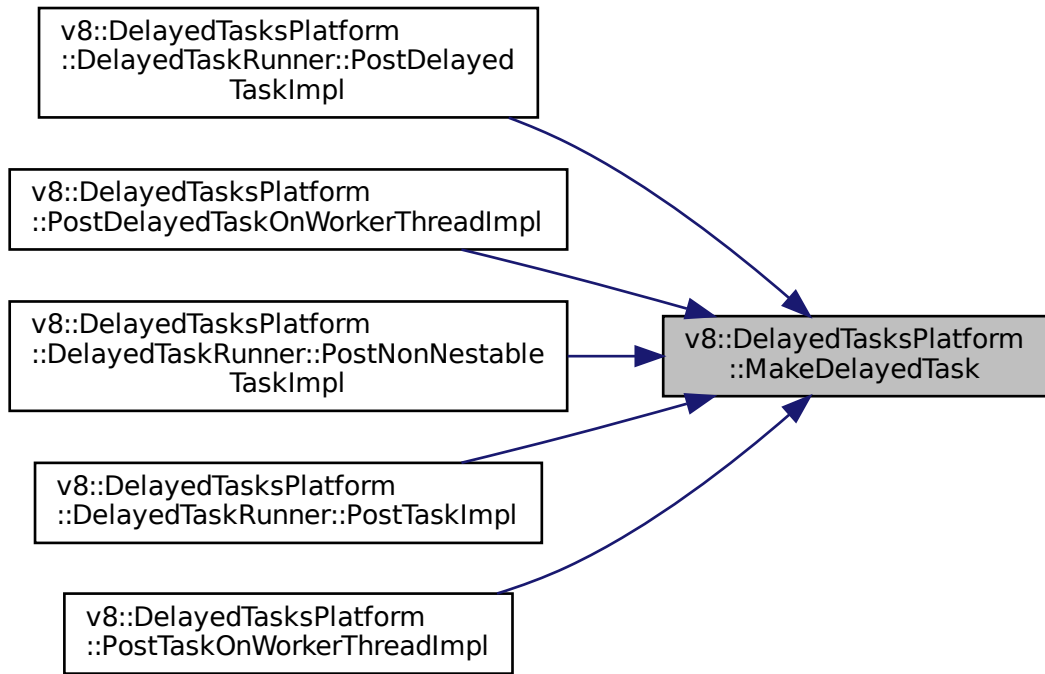 v8::DelayedTasksPlatform
::DelayedTaskRunner::PostDelayed
TaskImpl
v8::DelayedTasksPlatform
::PostDelayedTaskOnWorkerThreadImpl
v8::DelayedTasksPlatform
::DelayedTaskRunner::PostNonNestable
TaskImpl
v8::DelayedTasksPlatform
::MakeDelayedTask
v8::DelayedTasksPlatform
::DelayedTaskRunner::PostTaskImpl
v8::DelayedTasksPlatform
::PostTaskOnWorkerThreadImpl